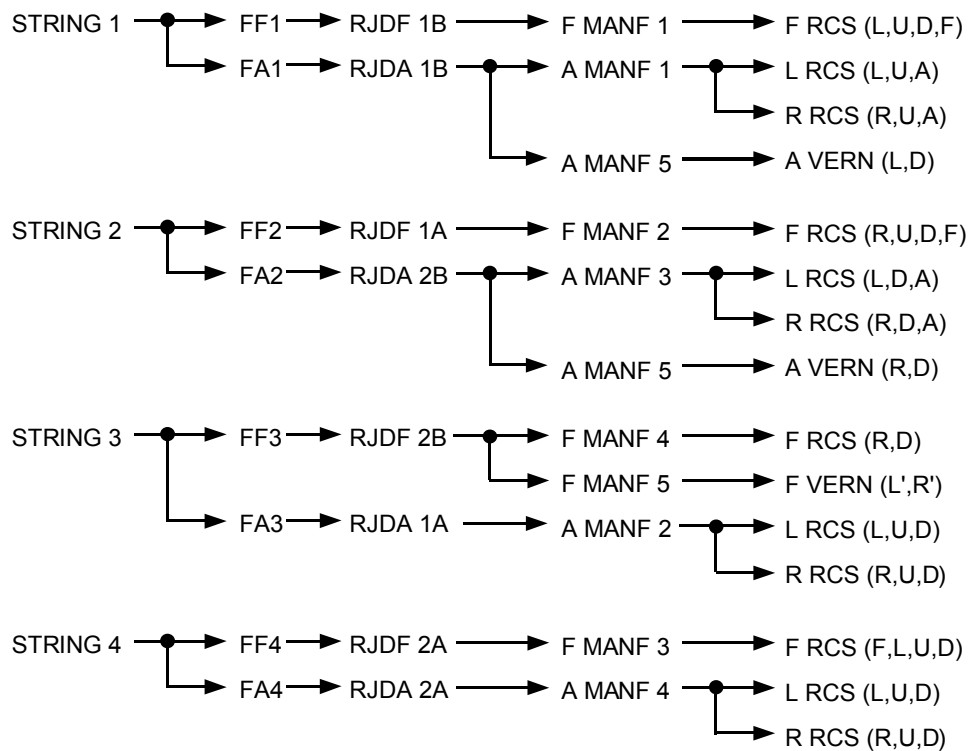 STRING 1 FF1 RJDF 1B F MANF 1 F RCS (L,U,D,F)
FA1 RJDA 1B A MANF 1 L RCS (L,U,A)
R RCS (R,U,A)
A MANF 5 A VERN (L,D)
STRING 2 FF2 RJDF 1A F MANF 2 F RCS (R,U,D,F)
FA2 RJDA 2B A MANF 3 L RCS (L,D,A)
R RCS (R,D,A)
A MANF 5 A VERN (R,D)
STRING 3 FF3 RJDF 2B F MANF 4 F RCS (R,D)
F MANF 5 F VERN (L',R')
FA3 RJDA 1A A MANF 2 L RCS (L,U,D)
R RCS (R,U,D)
STRING 4 FF4 RJDF 2A F MANF 3 F RCS (F,L,U,D)
FA4 RJDA 2A A MANF 4 L RCS (L,U,D)
R RCS (R,U,D)